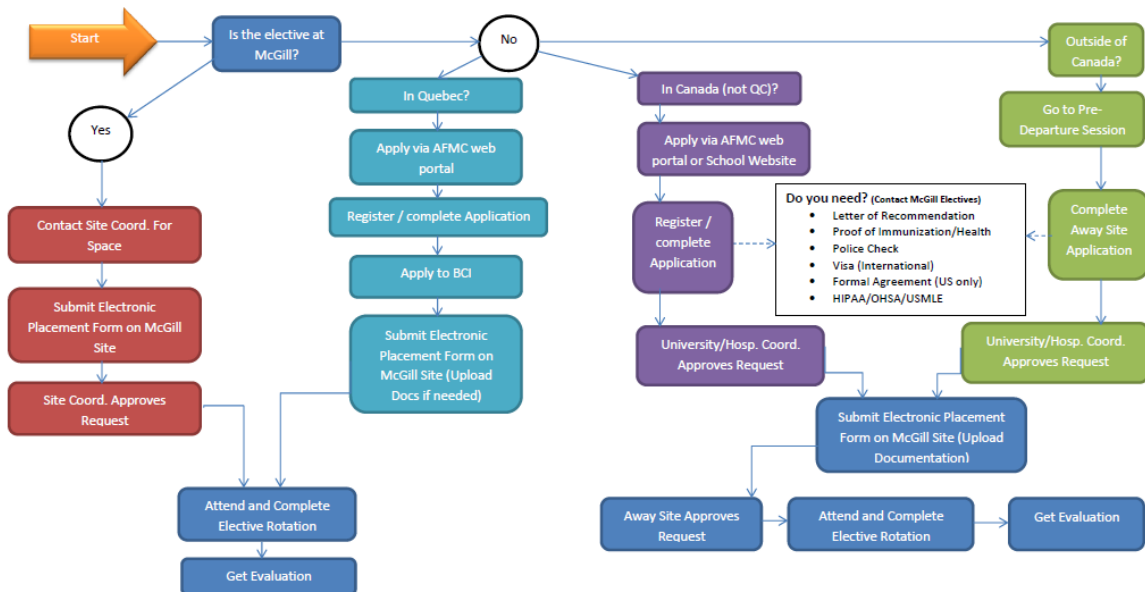 Start
Is the elective at
McGill?
No
Outside of
Canada?
Yes
In Quebec?
In Canada (not QC)?
Go to Pre-
Departure Session
Apply via AFMC web
portal
Apply via AFMC web
portal or School Website
Contact Site Coord. For
Space
Register / complete Application
Register /
complete
Application
Do you need? (Contact McGill Electives)
• Letter of Recommendation
• Proof of Immunization/Health
• Police Check
• Visa (International)
• Formal Agreement (US only)
• HIPAA/OHSA/USMLE
Complete
Away Site
Application
Apply to BCI
Submit Electronic
Placement Form on McGill
Site
Submit Electronic
Placement Form on
McGill Site (Upload
Docs if needed)
University/Hosp. Coord.
Approves Request
University/Hosp. Coord.
Approves Request
Site Coord. Approves
Request
Submit Electronic Placement
Form on McGill Site (Upload
Documentation)
Attend and Complete
Elective Rotation
Get Evaluation
Away Site Approves
Request
Attend and Complete
Elective Rotation
Get Evaluation